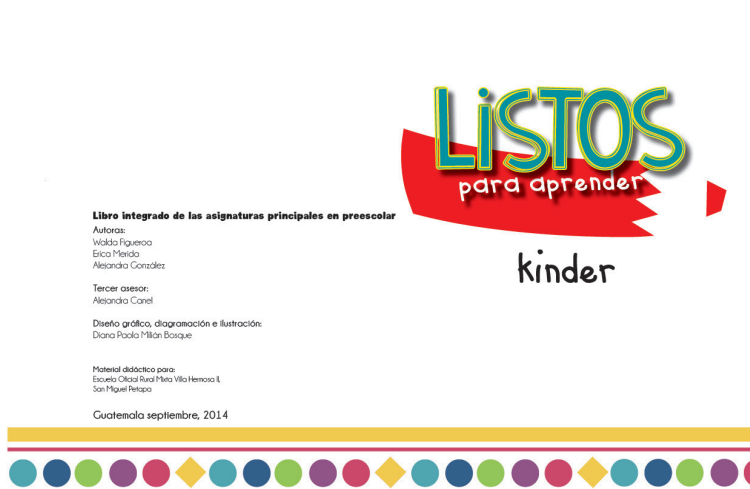 LiSTOS
para aprender
kinder
Libro integrado de las asignaturas principales en preescolar
Autoras:
Walda Figueroa
Erica Merida
Alejandra González
Tercer asesor:
Alejandra Canel
Diseño gráfico, diagramación e ilustración:
Diana Paola Milián Bosque
Material didáctico para:
Escuela Oficial Rural Mixta Villa Hermosa II,
San Miguel Petapa
Guatemala septiembre, 2014